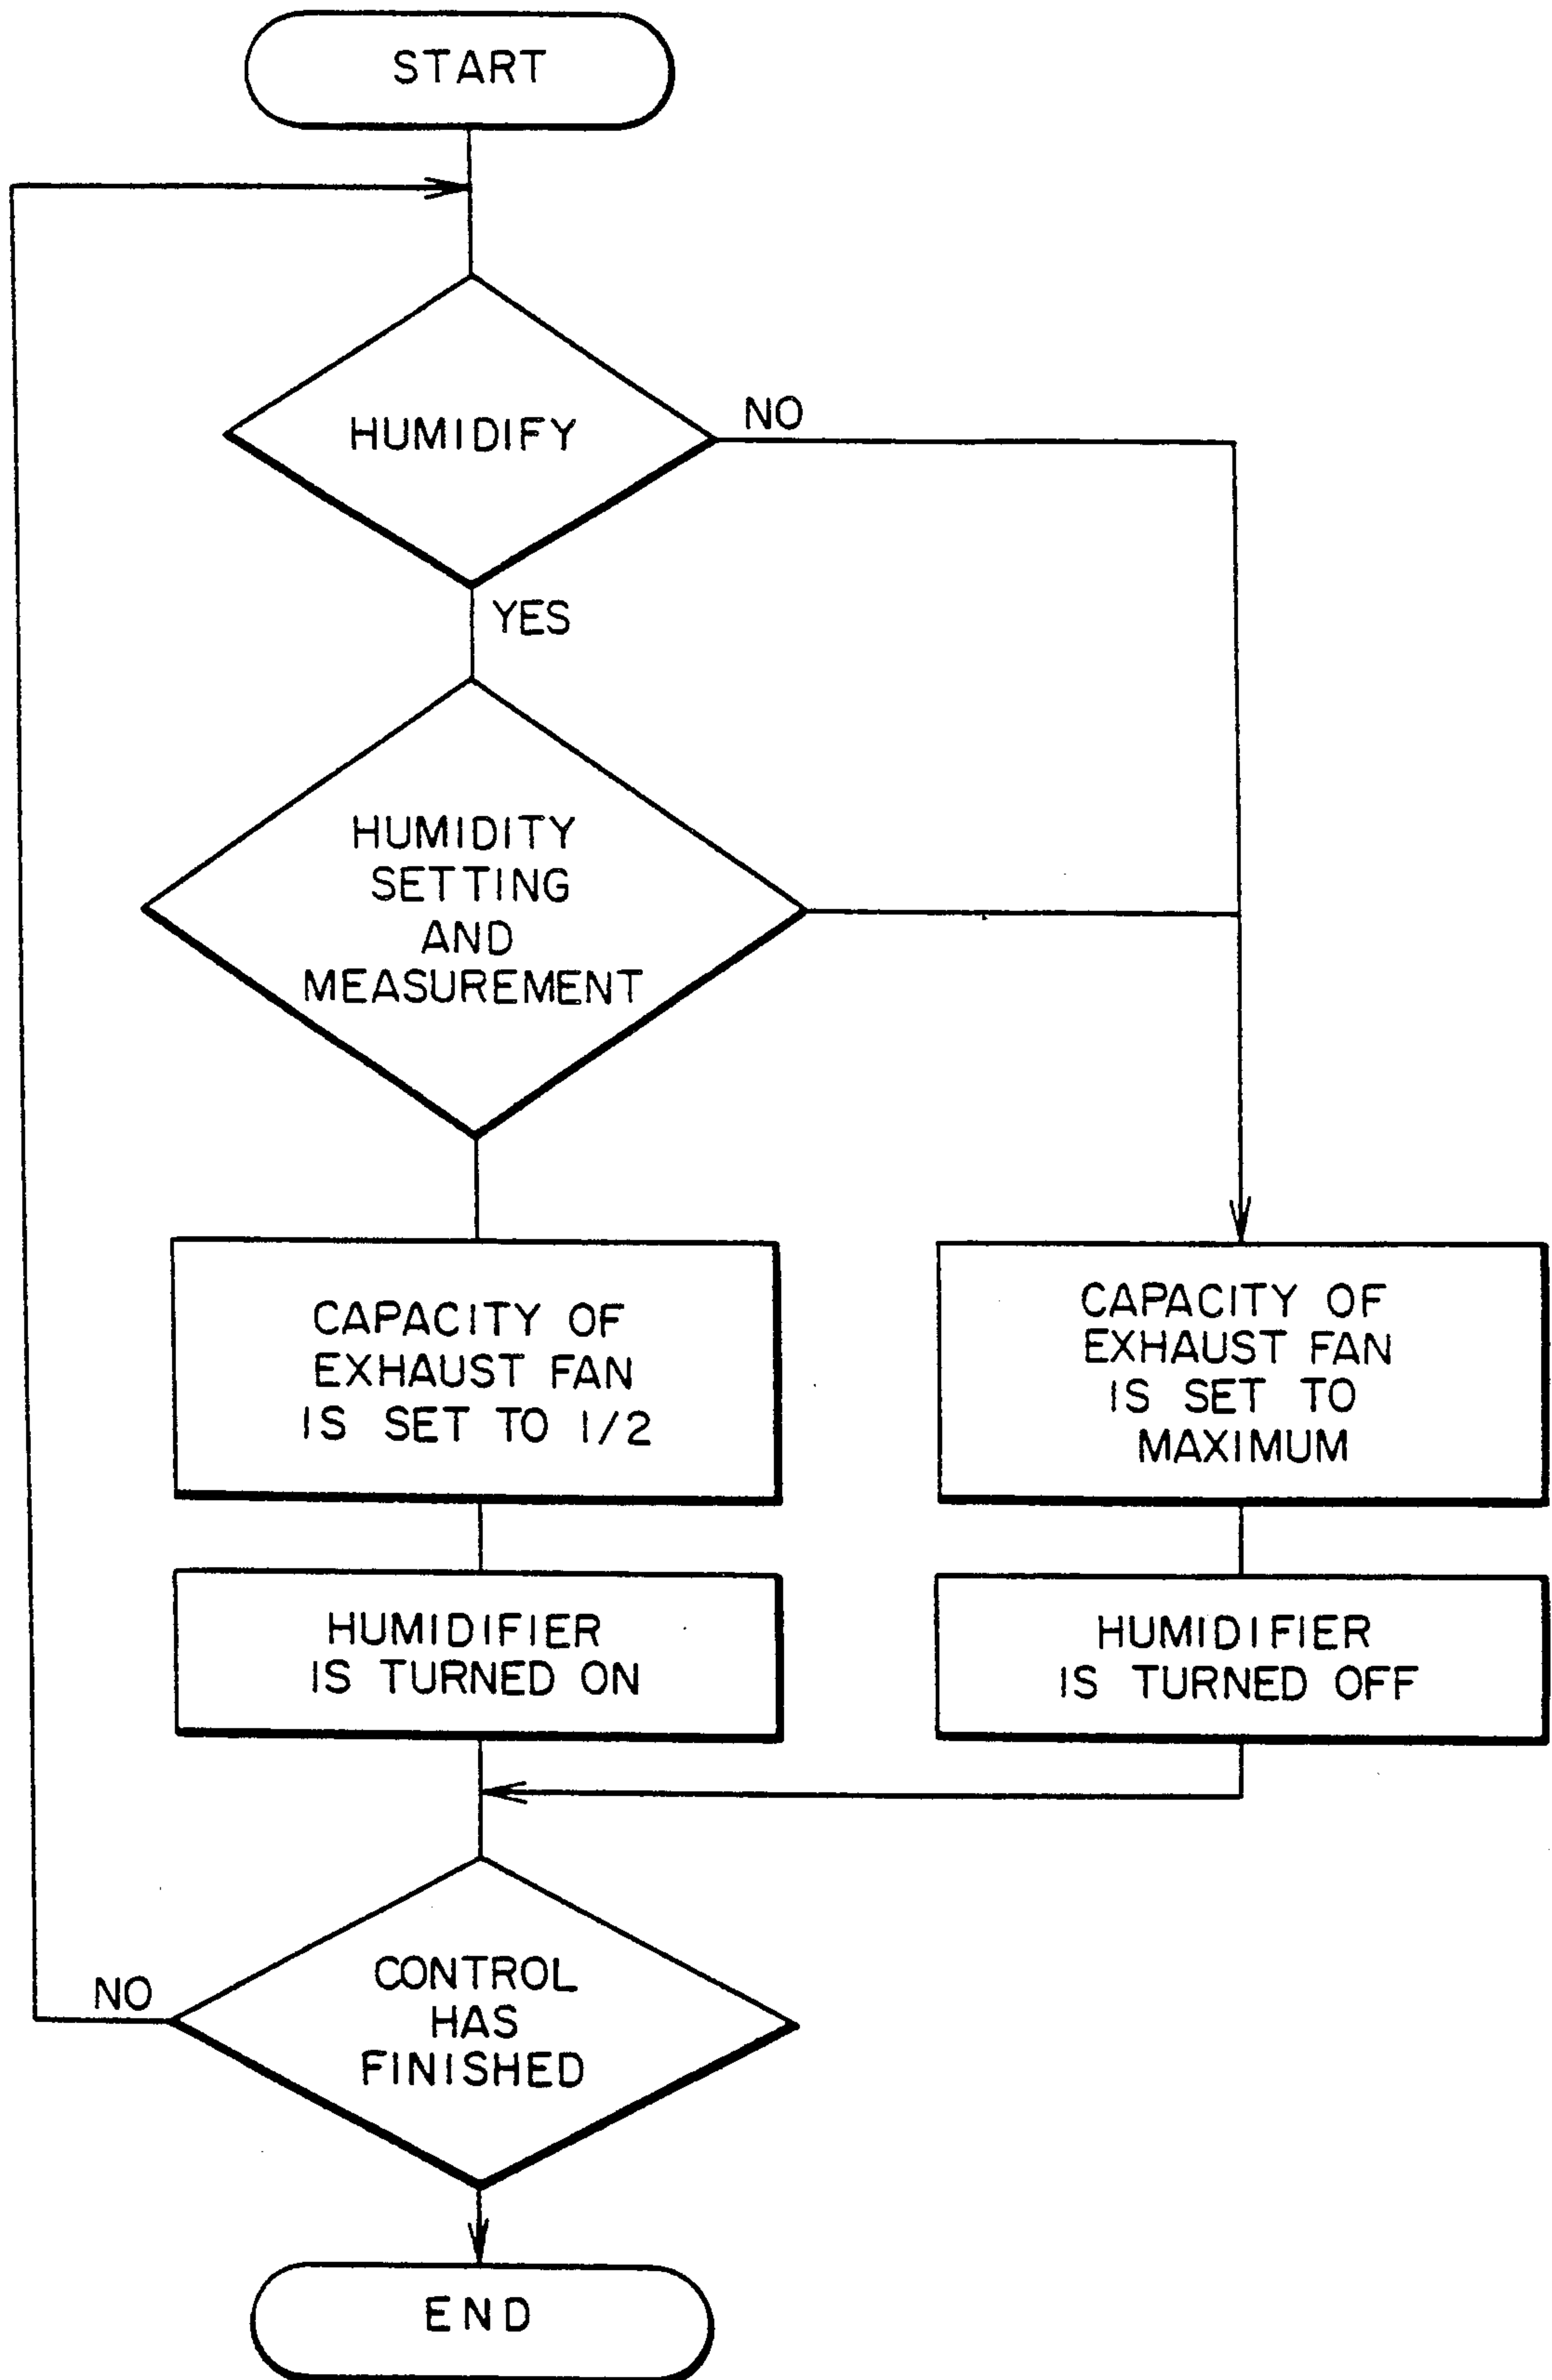 START
HUMIDIFY
NO
YES
HUMIDITY
SETTING
AND
MEASUREMENT
CAPACITY OF
EXHAUST FAN
IS SET TO 1/2
CAPACITY OF
EXHAUST FAN
IS SET TO
MAXIMUM
HUMIDIFIER
IS TURNED ON
HUMIDIFIER
IS TURNED OFF
NO
CONTROL
HAS
FINISHED
END